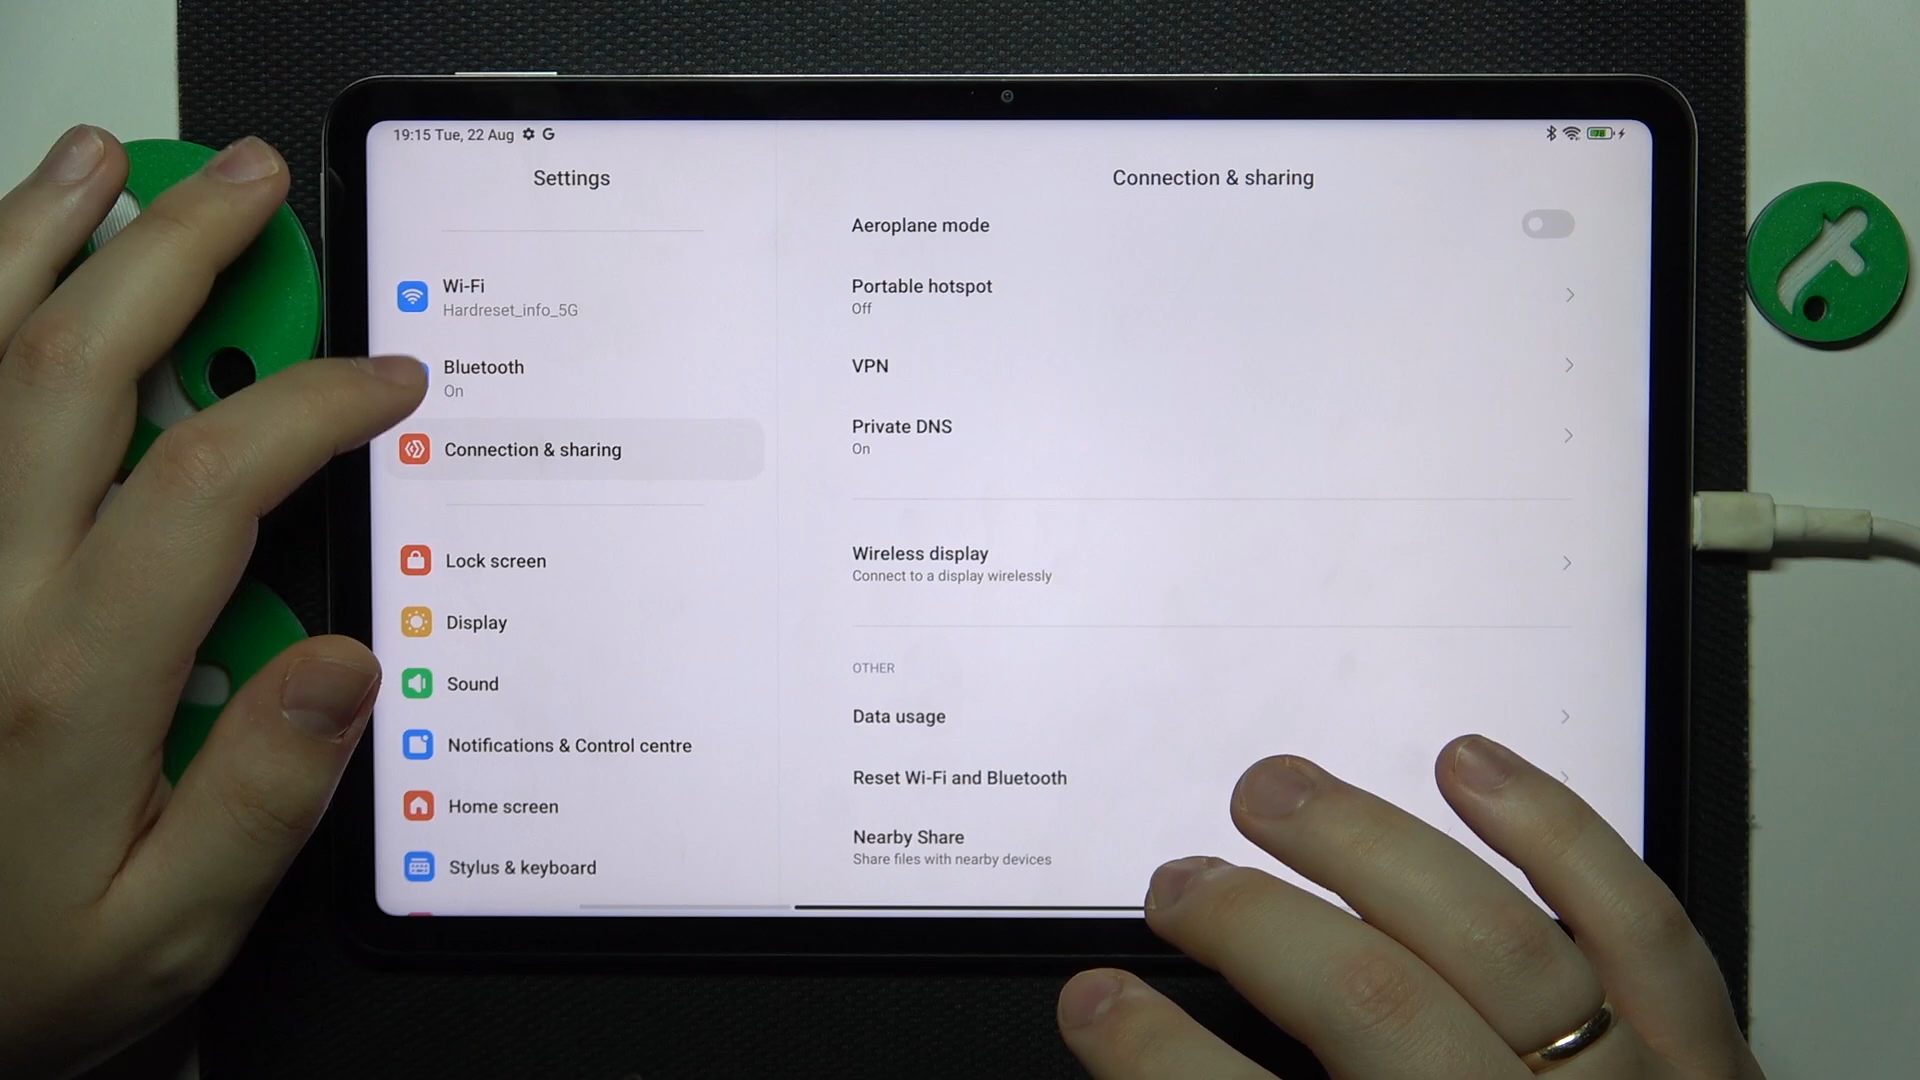 19:15 Tue, 22 Aug G
78
Settings
Wi-Fi
Hardreset_info_5G
Bluetooth
On
Connection & sharing
Lock screen
Display
Sound
Notifications & Control centre
Home screen
Stylus & keyboard
Connection & sharing
Aeroplane mode
Portable hotspot
Off
VPN
Private DNS
On
Wireless display
Connect to a display wirelessly
OTHER
Data usage
Reset Wi-Fi and Bluetooth
Nearby Share
Share files with nearby devices